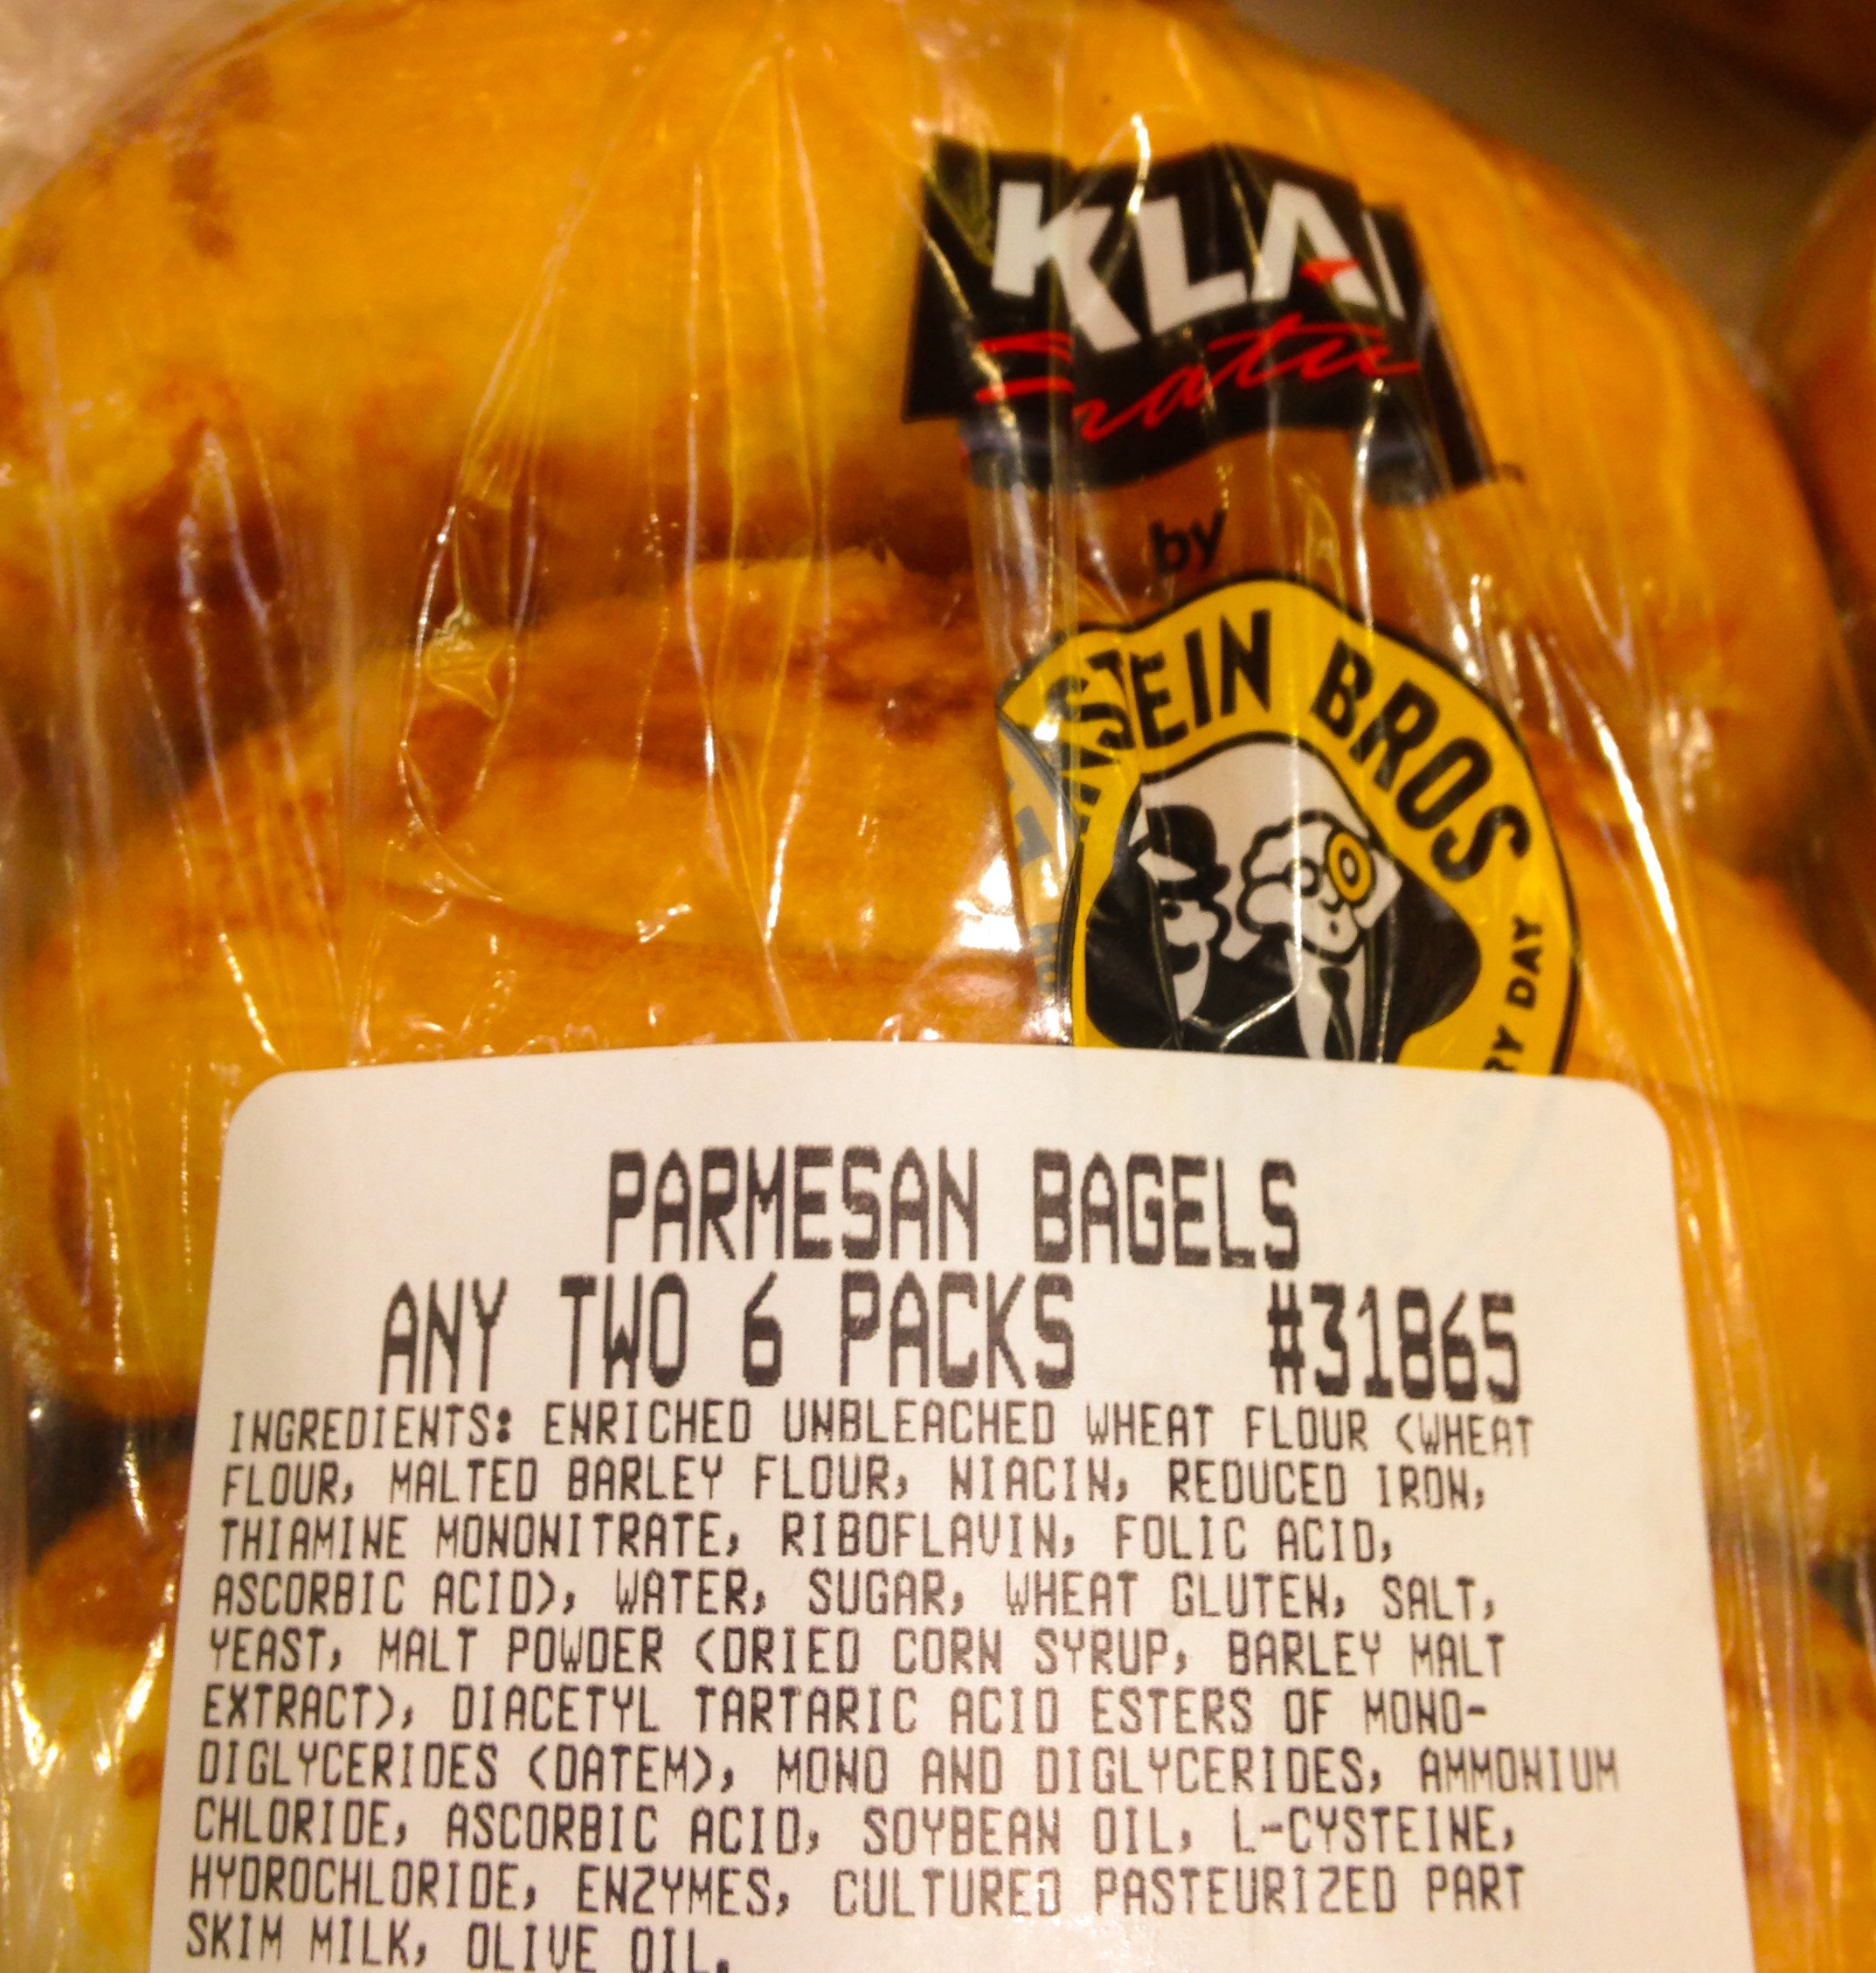 KLA
by
STEIN BROS
RY DAY
PARMESAN BAGELS
ANY TWO 6 PACKS #31865
INGREDIENTS: ENRICHED UNBLEACHED WHEAT FLOUR (WHEAT
FLOUR, MALTED BARLEY FLOUR, NIACIN, REDUCED IRON,
THIAMINE MONONITRATE, RIBOFLAVIN, FOLIC ACID,
ASCORBIC ACID), WATER, SUGAR, WHEAT GLUTEN, SALT,
YEAST, MALT POWDER (DRIED CORN SYRUP, BARLEY MALT
EXTRACT), DIACETYL TARTARIC ACID ESTERS OF MONO-
DIGLYCERIDES (DATEM), MONO AND DIGLYCERIDES, AMMONIUM
CHLORIDE, ASCORBIC ACID, SOYBEAN OIL, L-CYSTEINE,
HYDROCHLORIDE, ENZYMES, CULTURED PASTEURIZED PART
SKIM MILK, OLIVE OIL.